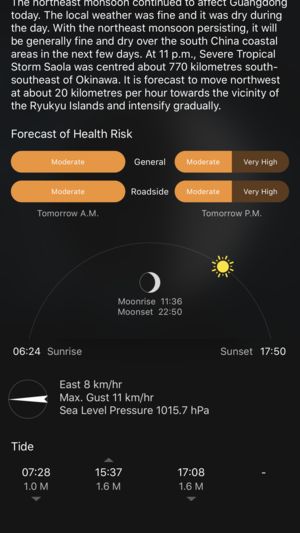 The northeast monsoon continued to affect Guangdong
today. The local weather was fine and it was dry during
the day. With the northeast monsoon persisting, it will
be generally fine and dry over the south China coastal
areas in the next few days. At 11 p.m., Severe Tropical
Storm Saola was centred about 770 kilometres south-
southeast of Okinawa. It is forecast to move northwest
at about 20 kilometres per hour towards the vicinity of
the Ryukyu Islands and intensify gradually.
Forecast of Health Risk
Moderate General Moderate Very High
Moderate Roadside Moderate Very High
Tomorrow A.M. Tomorrow P.M.
Moonrise 11:36
Moonset 22:50
06:24 Sunrise Sunset 17:50
East 8 km/hr
Max. Gust 11 km/hr
Sea Level Pressure 1015.7 hPa
Tide
07:28 15:37 17:08 -
1.0 M 1.6 M 1.6 M